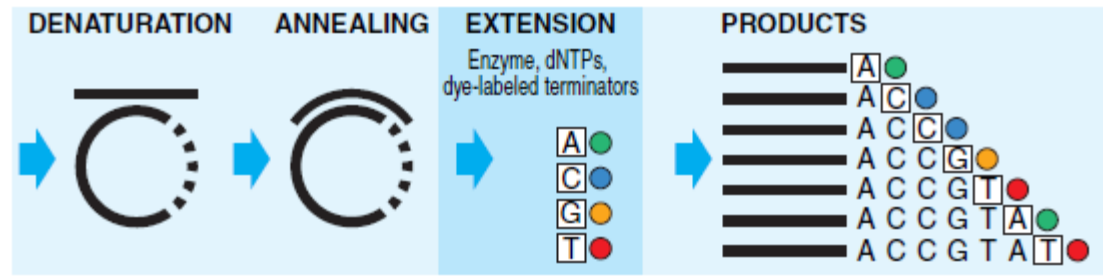 DENATURATION
ANNEALING
EXTENSION
Enzyme, dNTPs,
dye-labeled terminators
A
C
G
T
PRODUCTS
A
A C
A C C
A C C G
A C C G T
A C C G T A
A C C G T A T